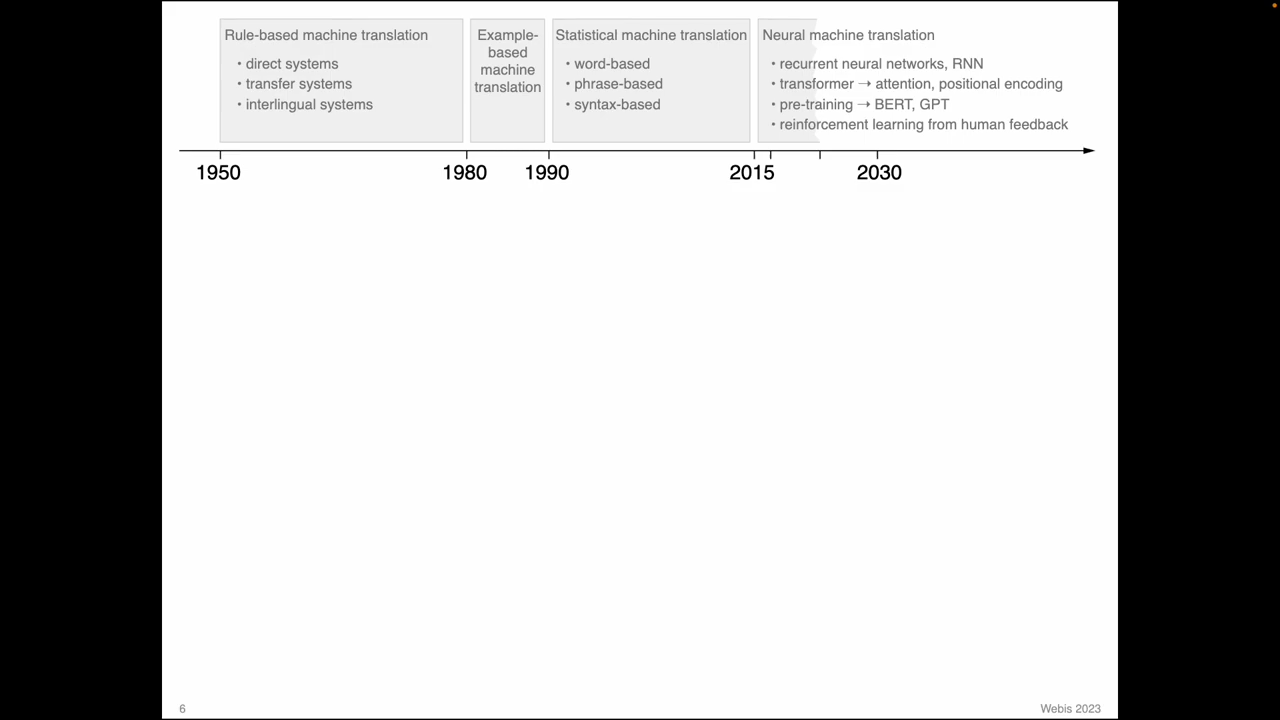 Rule-based machine translation
• direct systems
• transfer systems
• interlingual systems
Example-
based
machine
translation
Statistical machine translation
• word-based
• phrase-based
• syntax-based
Neural machine translation
• recurrent neural networks, RNN
• transformer → attention, positional encoding
• pre-training → BERT, GPT
• reinforcement learning from human feedback
1950 1980 1990 2015 2030
6 Webis 2023